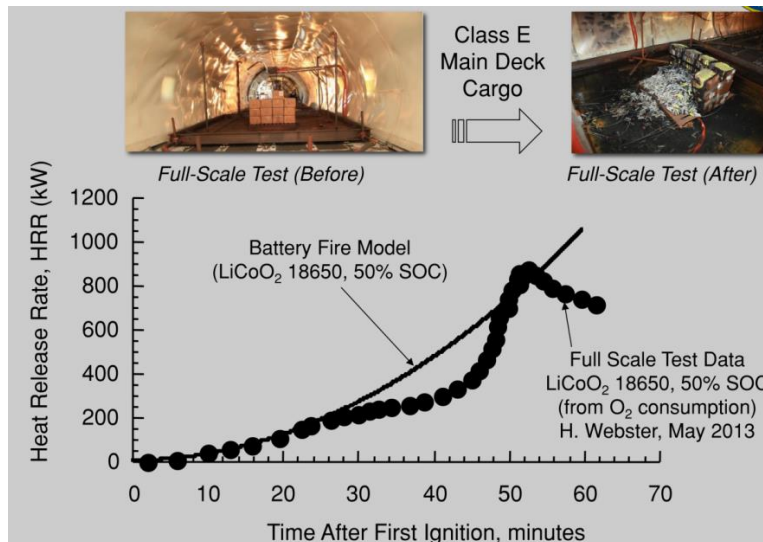 Class E
Main Deck
Cargo
Full-Scale Test (Before)
Full-Scale Test (After)
Heat Release Rate, HRR (kW)
1200
1000
800
600
400
200
0
Battery Fire Model
(LiCoO₂ 18650, 50% SOC)
Full Scale Test Data
LiCoO₂ 18650, 50% SOC
(from O₂ consumption)
H. Webster, May 2013
0 10 20 30 40 50 60 70
Time After First Ignition, minutes